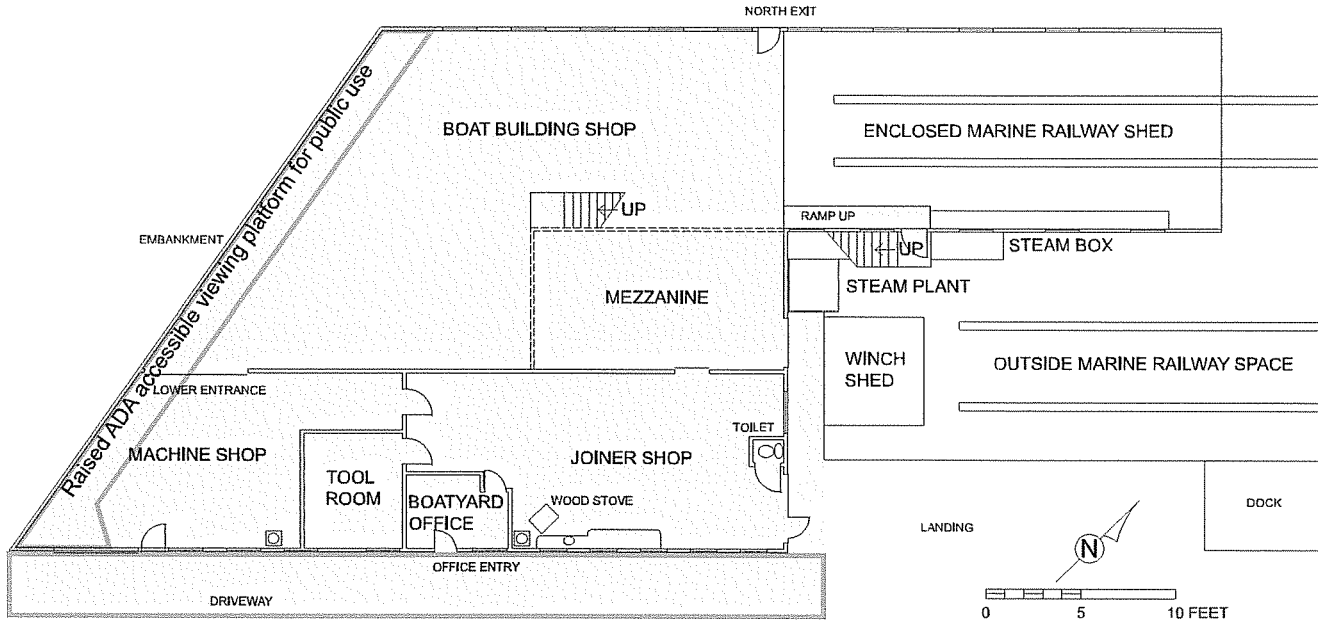 NORTH EXIT
Raised ADA accessible viewing platform for public use
BOAT BUILDING SHOP
ENCLOSED MARINE RAILWAY SHED
UP
RAMP UP
EMBANKMENT
UP
STEAM BOX
MEZZANINE
STEAM PLANT
WINCH
SHED
OUTSIDE MARINE RAILWAY SPACE
LOWER ENTRANCE
TOILET
MACHINE SHOP
JOINER SHOP
TOOL
ROOM
BOATYARD
OFFICE
WOOD STOVE
LANDING
DOCK
N
OFFICE ENTRY
DRIVEWAY
0 5 10 FEET